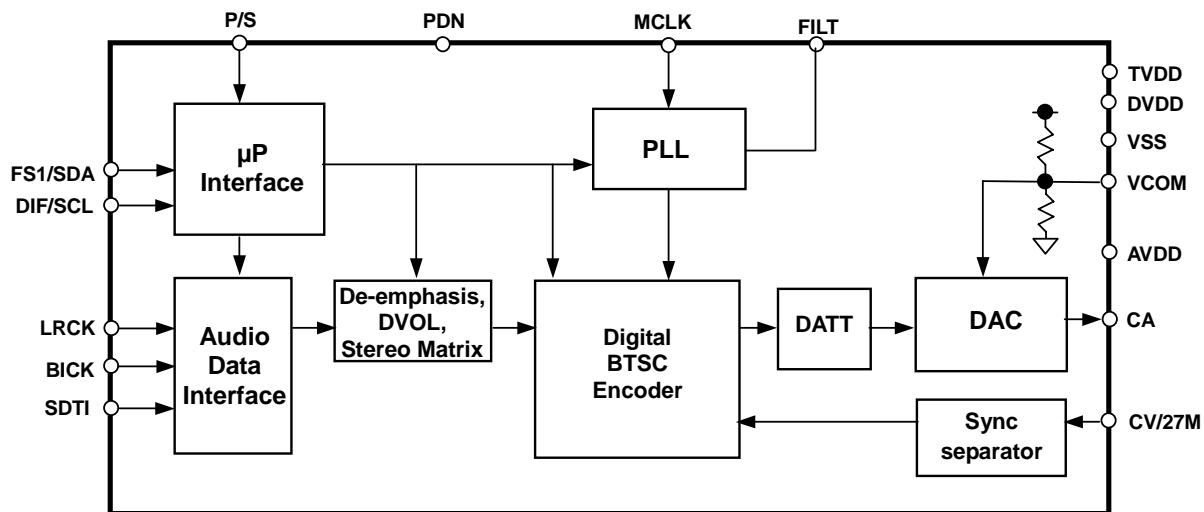 P/S
PDN
MCLK
FILT
TVDD
DVDD
VSS
VCOM
AVDD
CA
CV/27M
FS1/SDA
DIF/SCL
LRCK
BICK
SDTI
µP
Interface
PLL
Audio
Data
Interface
De-emphasis,
DVOL,
Stereo Matrix
Digital
BTSC
Encoder
DATT
DAC
Sync
separator